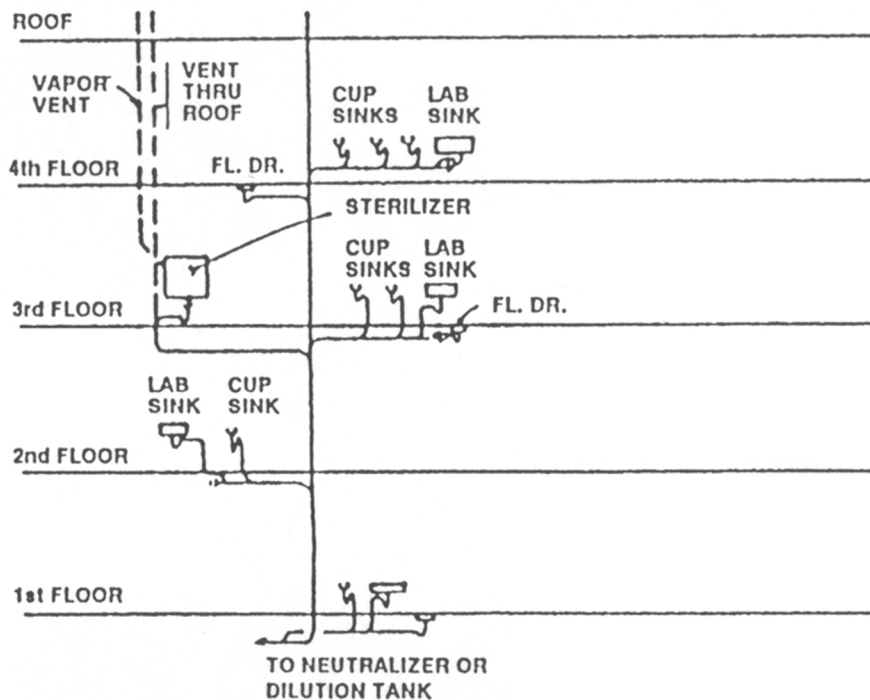 ROOF
VAPOR
VENT
VENT
THRU
ROOF
CUP
SINKS
LAB
SINK
4th FLOOR
FL. DR.
STERILIZER
CUP
SINKS
LAB
SINK
3rd FLOOR
FL. DR.
LAB
SINK
CUP
SINK
2nd FLOOR
1st FLOOR
TO NEUTRALIZER OR
DILUTION TANK